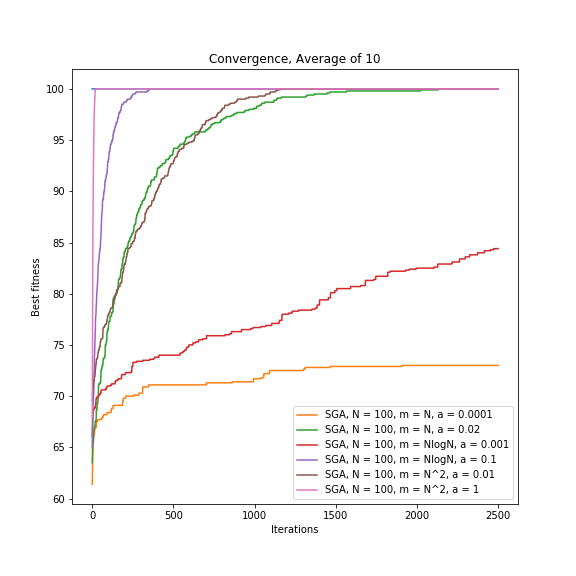 Convergence, Average of 10
100
95
90
85
80
75
70
65
60
Best fitness
0 500 1000 1500 2000 2500
Iterations
SGA, N = 100, m = N, a = 0.0001
SGA, N = 100, m = N, a = 0.02
SGA, N = 100, m = NlogN, a = 0.001
SGA, N = 100, m = NlogN, a = 0.1
SGA, N = 100, m = N^2, a = 0.01
SGA, N = 100, m = N^2, a = 1